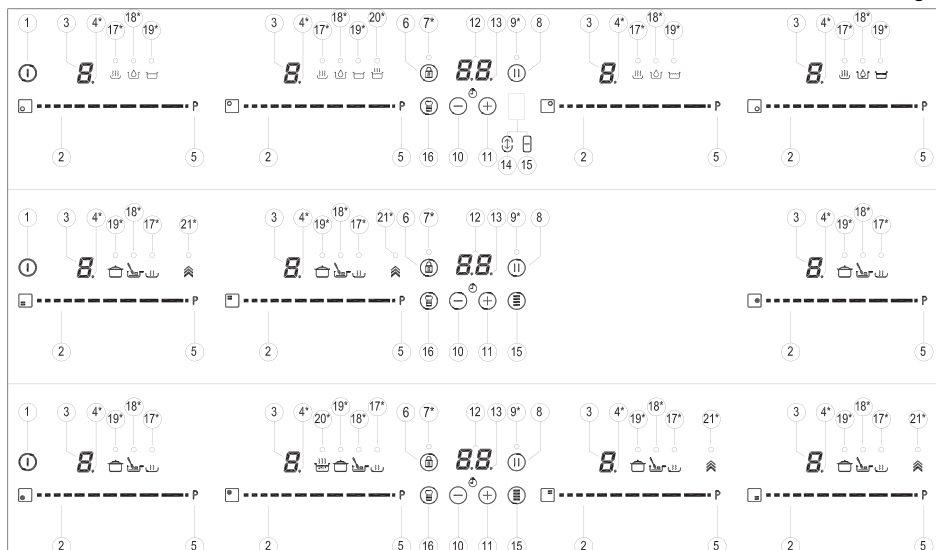 18* 18* 20* 18* 18*
1 3 4* 17* 19* 3 4* 17* 19* 6 7* 12 13 9* 8 3 4* 17* 19* 3 4* 17* 19*
8. 8. 8.8. 8. 8.
P P P P
2 5 2 5 16 10 11 14 15 2 5 2 5
18* 18* 18*
1 3 4* 19* 17* 21* 3 4* 19* 17* 21* 6 7* 12 13 9* 8 3 4* 19* 17*
8. 8. 8.8. 8.
P P P
2 5 2 5 16 10 11 15 2 5
18* 19* 17* 18* 18*
1 3 4* 19* 17* 3 4* 20* 18* 6 7* 12 13 9* 8 3 4* 19* 17* 21* 3 4* 19* 17* 21*
8. 8. 8.8. 8. 8.
P P P P
2 5 2 5 16 10 11 15 2 5 2 5